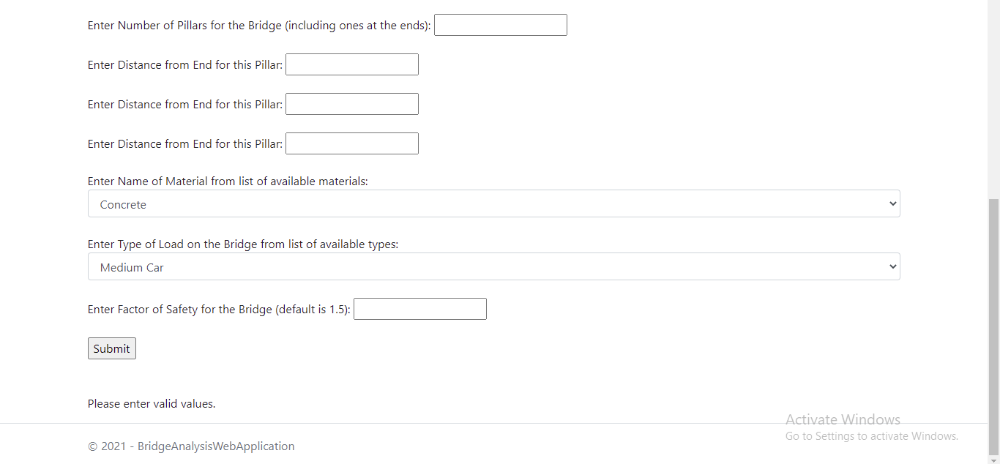 Enter Number of Pillars for the Bridge (including ones at the ends):
Enter Distance from End for this Pillar:
Enter Distance from End for this Pillar:
Enter Distance from End for this Pillar:
Enter Name of Material from list of available materials:
Concrete
Enter Type of Load on the Bridge from list of available types:
Medium Car
Enter Factor of Safety for the Bridge (default is 1.5):
Submit
Please enter valid values.
Activate Windows
Go to Settings to activate Windows.
© 2021 - BridgeAnalysisWebApplication